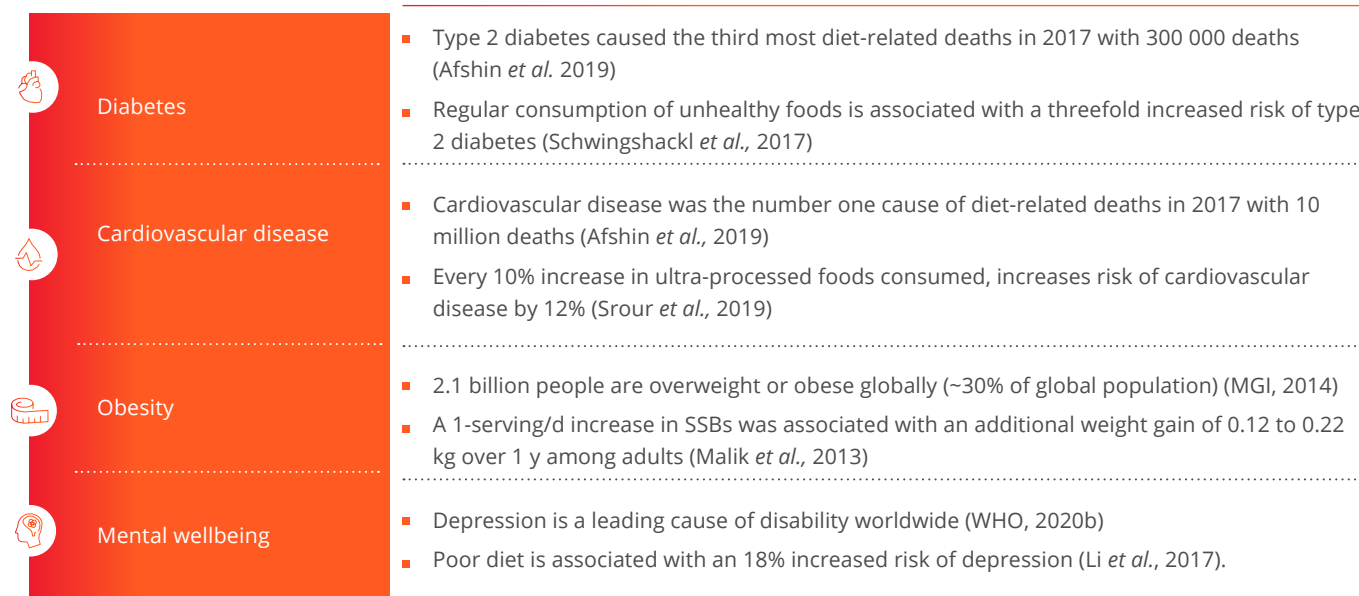 Diabetes
Type 2 diabetes caused the third most diet-related deaths in 2017 with 300 000 deaths
(Afshin et al. 2019)
Regular consumption of unhealthy foods is associated with a threefold increased risk of type
2 diabetes (Schwingshackl et al., 2017)
Cardiovascular disease
Cardiovascular disease was the number one cause of diet-related deaths in 2017 with 10
million deaths (Afshin et al., 2019)
Every 10% increase in ultra-processed foods consumed, increases risk of cardiovascular
disease by 12% (Srour et al., 2019)
Obesity
2.1 billion people are overweight or obese globally (~30% of global population) (MGI, 2014)
A 1-serving/d increase in SSBs was associated with an additional weight gain of 0.12 to 0.22
kg over 1 y among adults (Malik et al., 2013)
Mental wellbeing
Depression is a leading cause of disability worldwide (WHO, 2020b)
Poor diet is associated with an 18% increased risk of depression (Li et al., 2017).